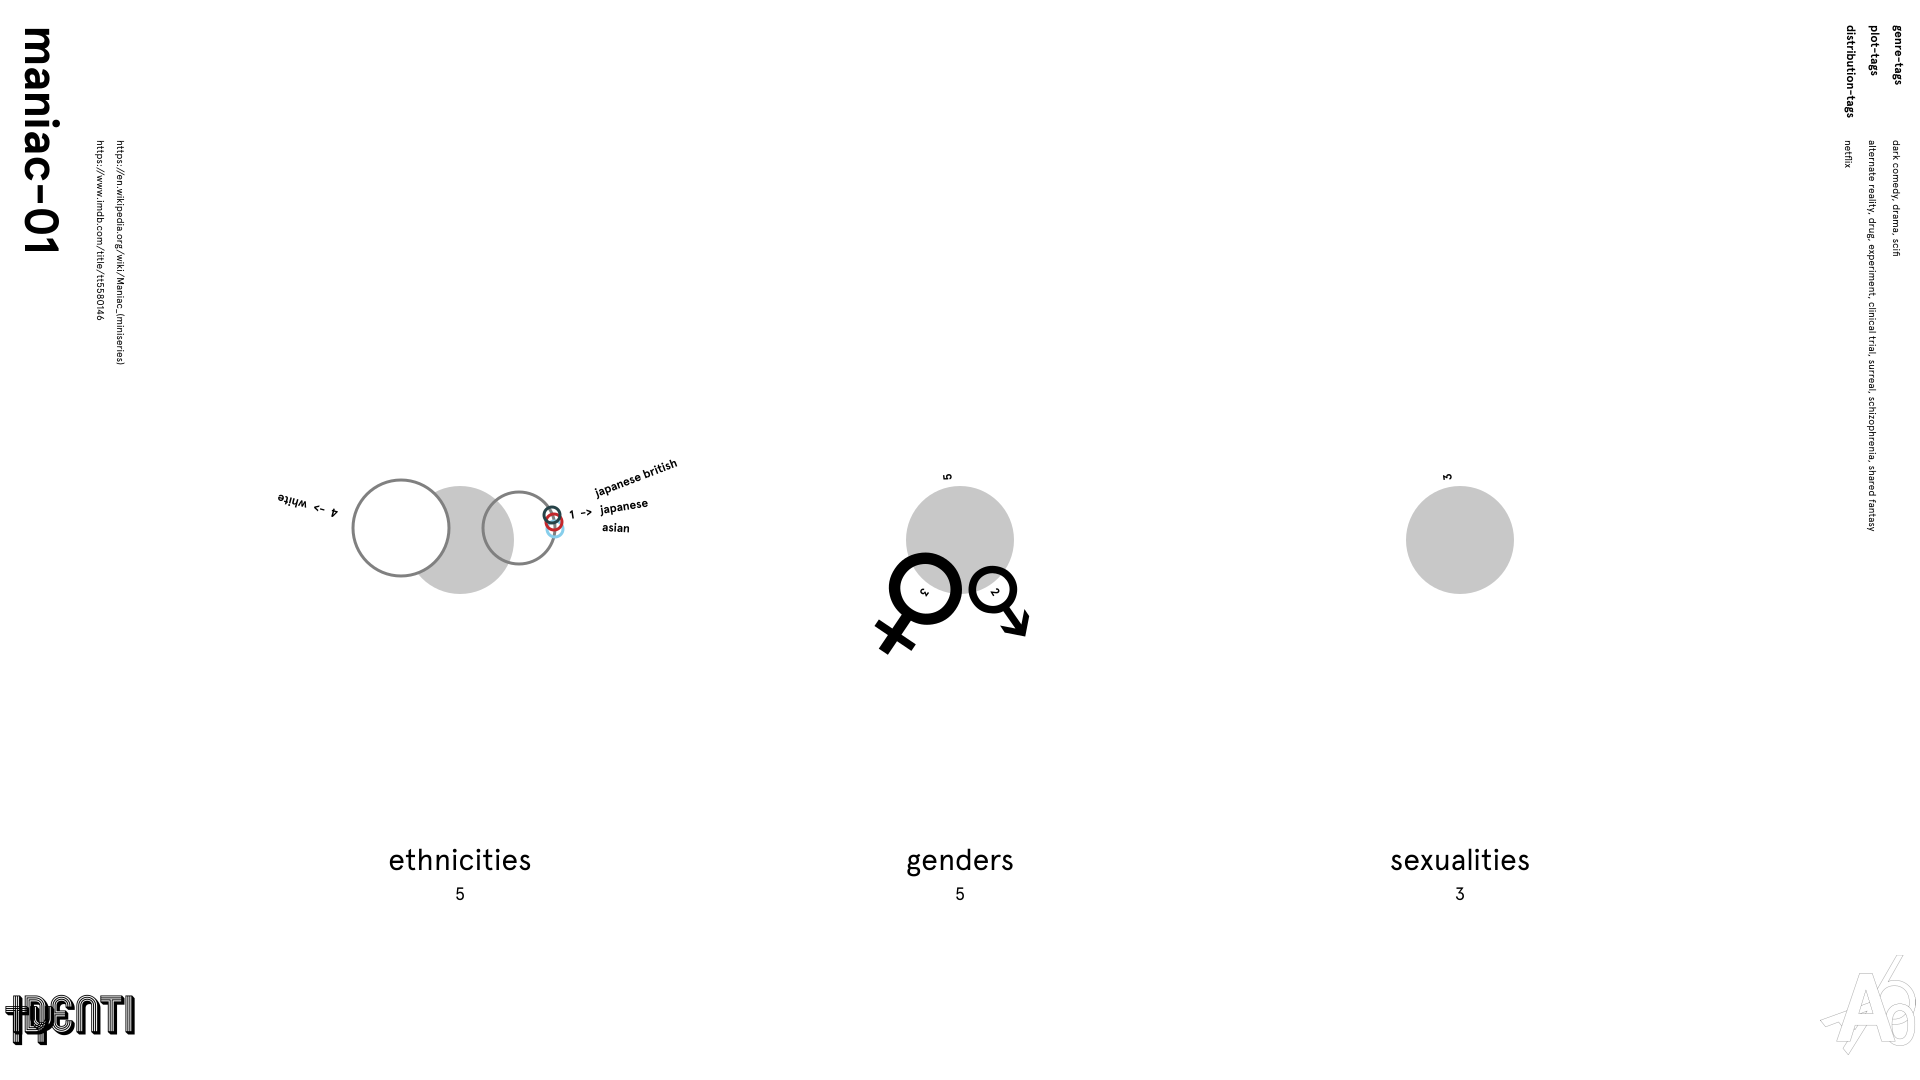 maniac-01
https://en.wikipedia.org/wiki/Maniac_(miniseries)
https://www.imdb.com/title/tt5580146
genre-tags
dark comedy, drama, scifi
plot-tags
alternate reality, drug, experiment, clinical trial, surreal, schizophrenia, shared fantasy
distribution-tags
netflix
4 -> white
japanese british
1 -> japanese
asian
5
3
2
3
ethnicities
5
genders
5
sexualities
3
IDENTI
ty